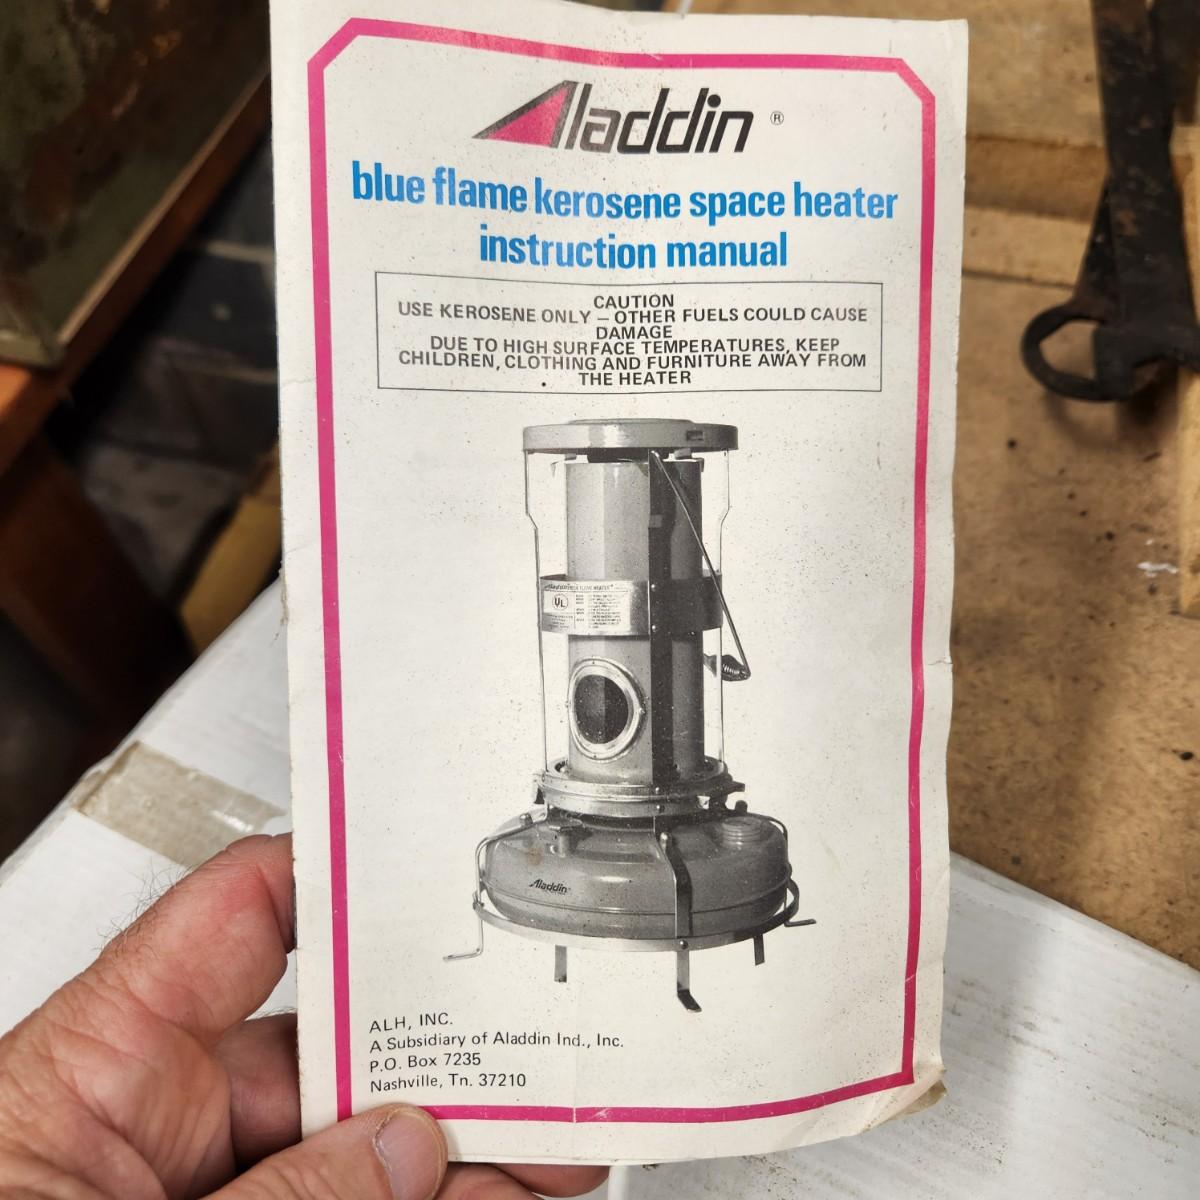 Aladdin ®
blue flame kerosene space heater
instruction manual
CAUTION
USE KEROSENE ONLY – OTHER FUELS COULD CAUSE
DAMAGE
DUE TO HIGH SURFACE TEMPERATURES, KEEP
CHILDREN, CLOTHING AND FURNITURE AWAY FROM
THE HEATER
UL
Aladdin
ALH, INC.
A Subsidiary of Aladdin Ind., Inc.
P.O. Box 7235
Nashville, Tn. 37210